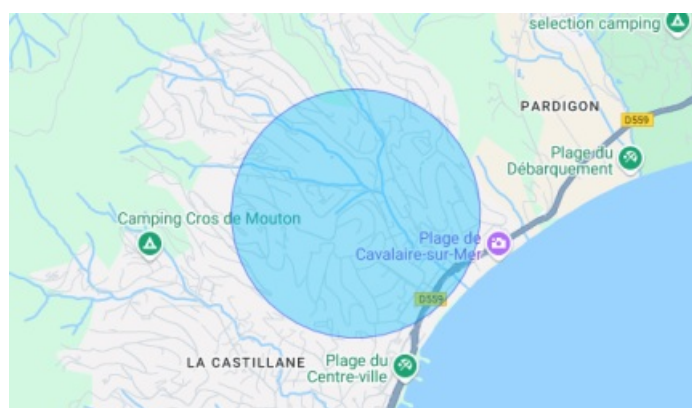 selection camping
PARDIGON
D559
Plage du
Débarquement
Camping Cros de Mouton
Plage de
Cavalaire-sur-Mer
D559
LA CASTILLANE
Plage du
Centre-ville